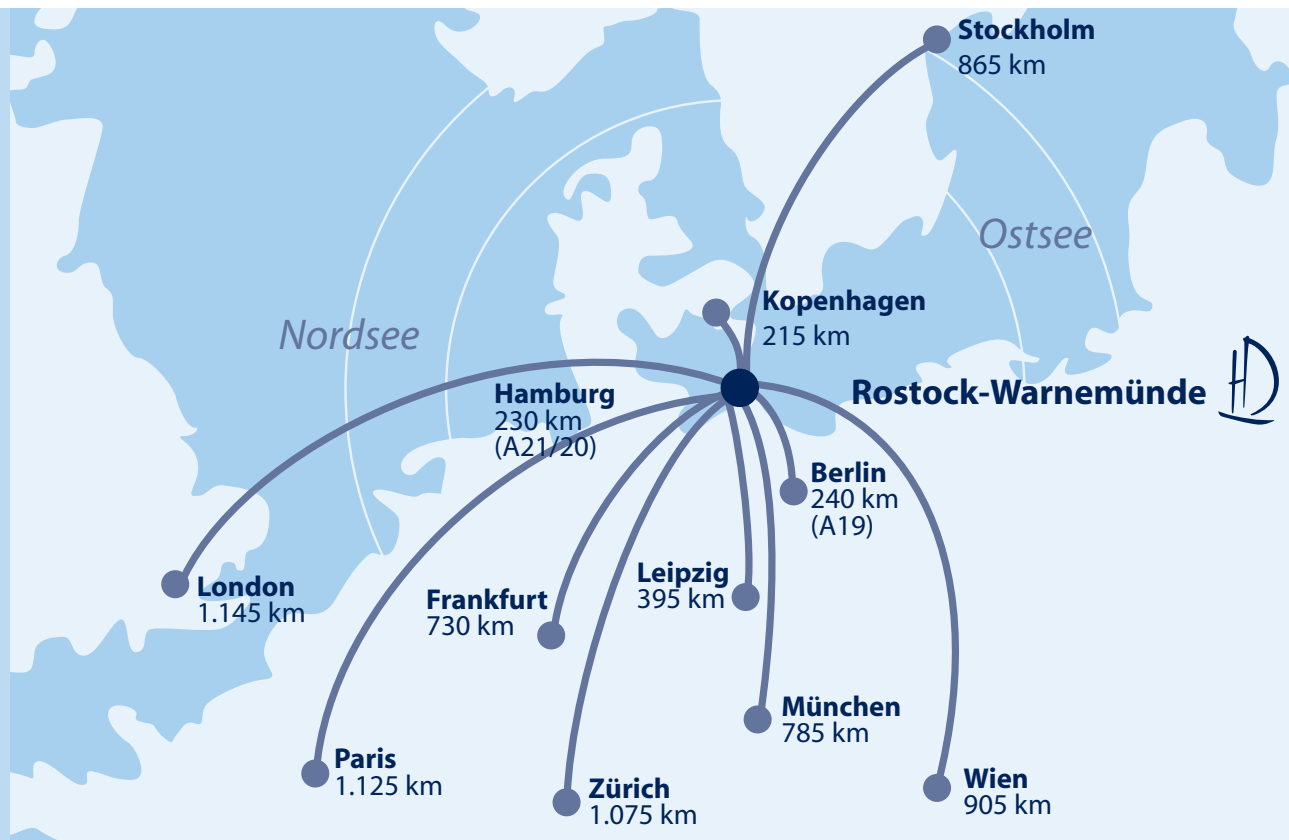 Stockholm
865 km
Ostsee
Kopenhagen
215 km
Nordsee
Rostock-Warnemünde
Hamburg
230 km
(A21/20)
Berlin
240 km
(A19)
Leipzig
395 km
London
1.145 km
Frankfurt
730 km
München
785 km
Paris
1.125 km
Zürich
1.075 km
Wien
905 km